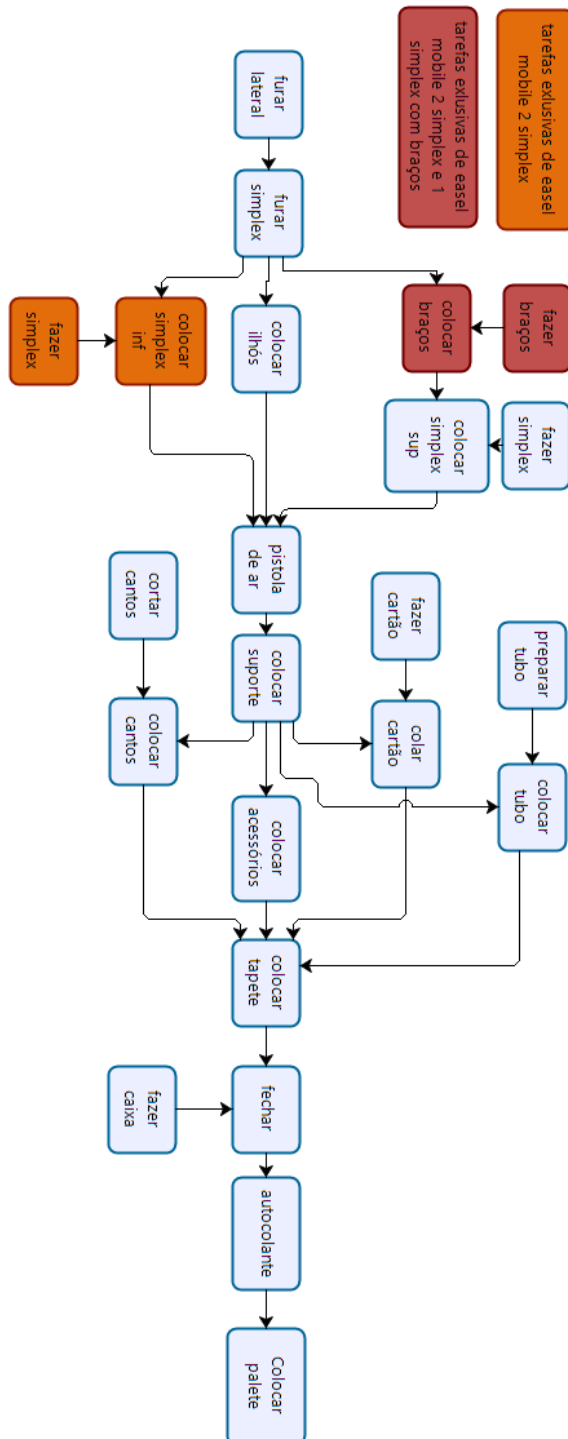 tarefas exlusivas de easel
mobile 2 simplex
tarefas exlusivas de easel
mobile 2 simplex e 1
simplex com braços
fazer
braços
fazer
simplex
preparar
tubo
colocar
tubo
colocar
braços
colocar
simplex
sup
fazer
cartão
colar
cartão
furar
lateral
furar
simplex
colocar
ilhós
pistola
de ar
colocar
suporte
colocar
acessórios
colocar
tapete
fechar
autocolante
Colocar
palete
colocar
simplex
inf
cortar
cantos
colocar
cantos
fazer
caixa
fazer
simplex